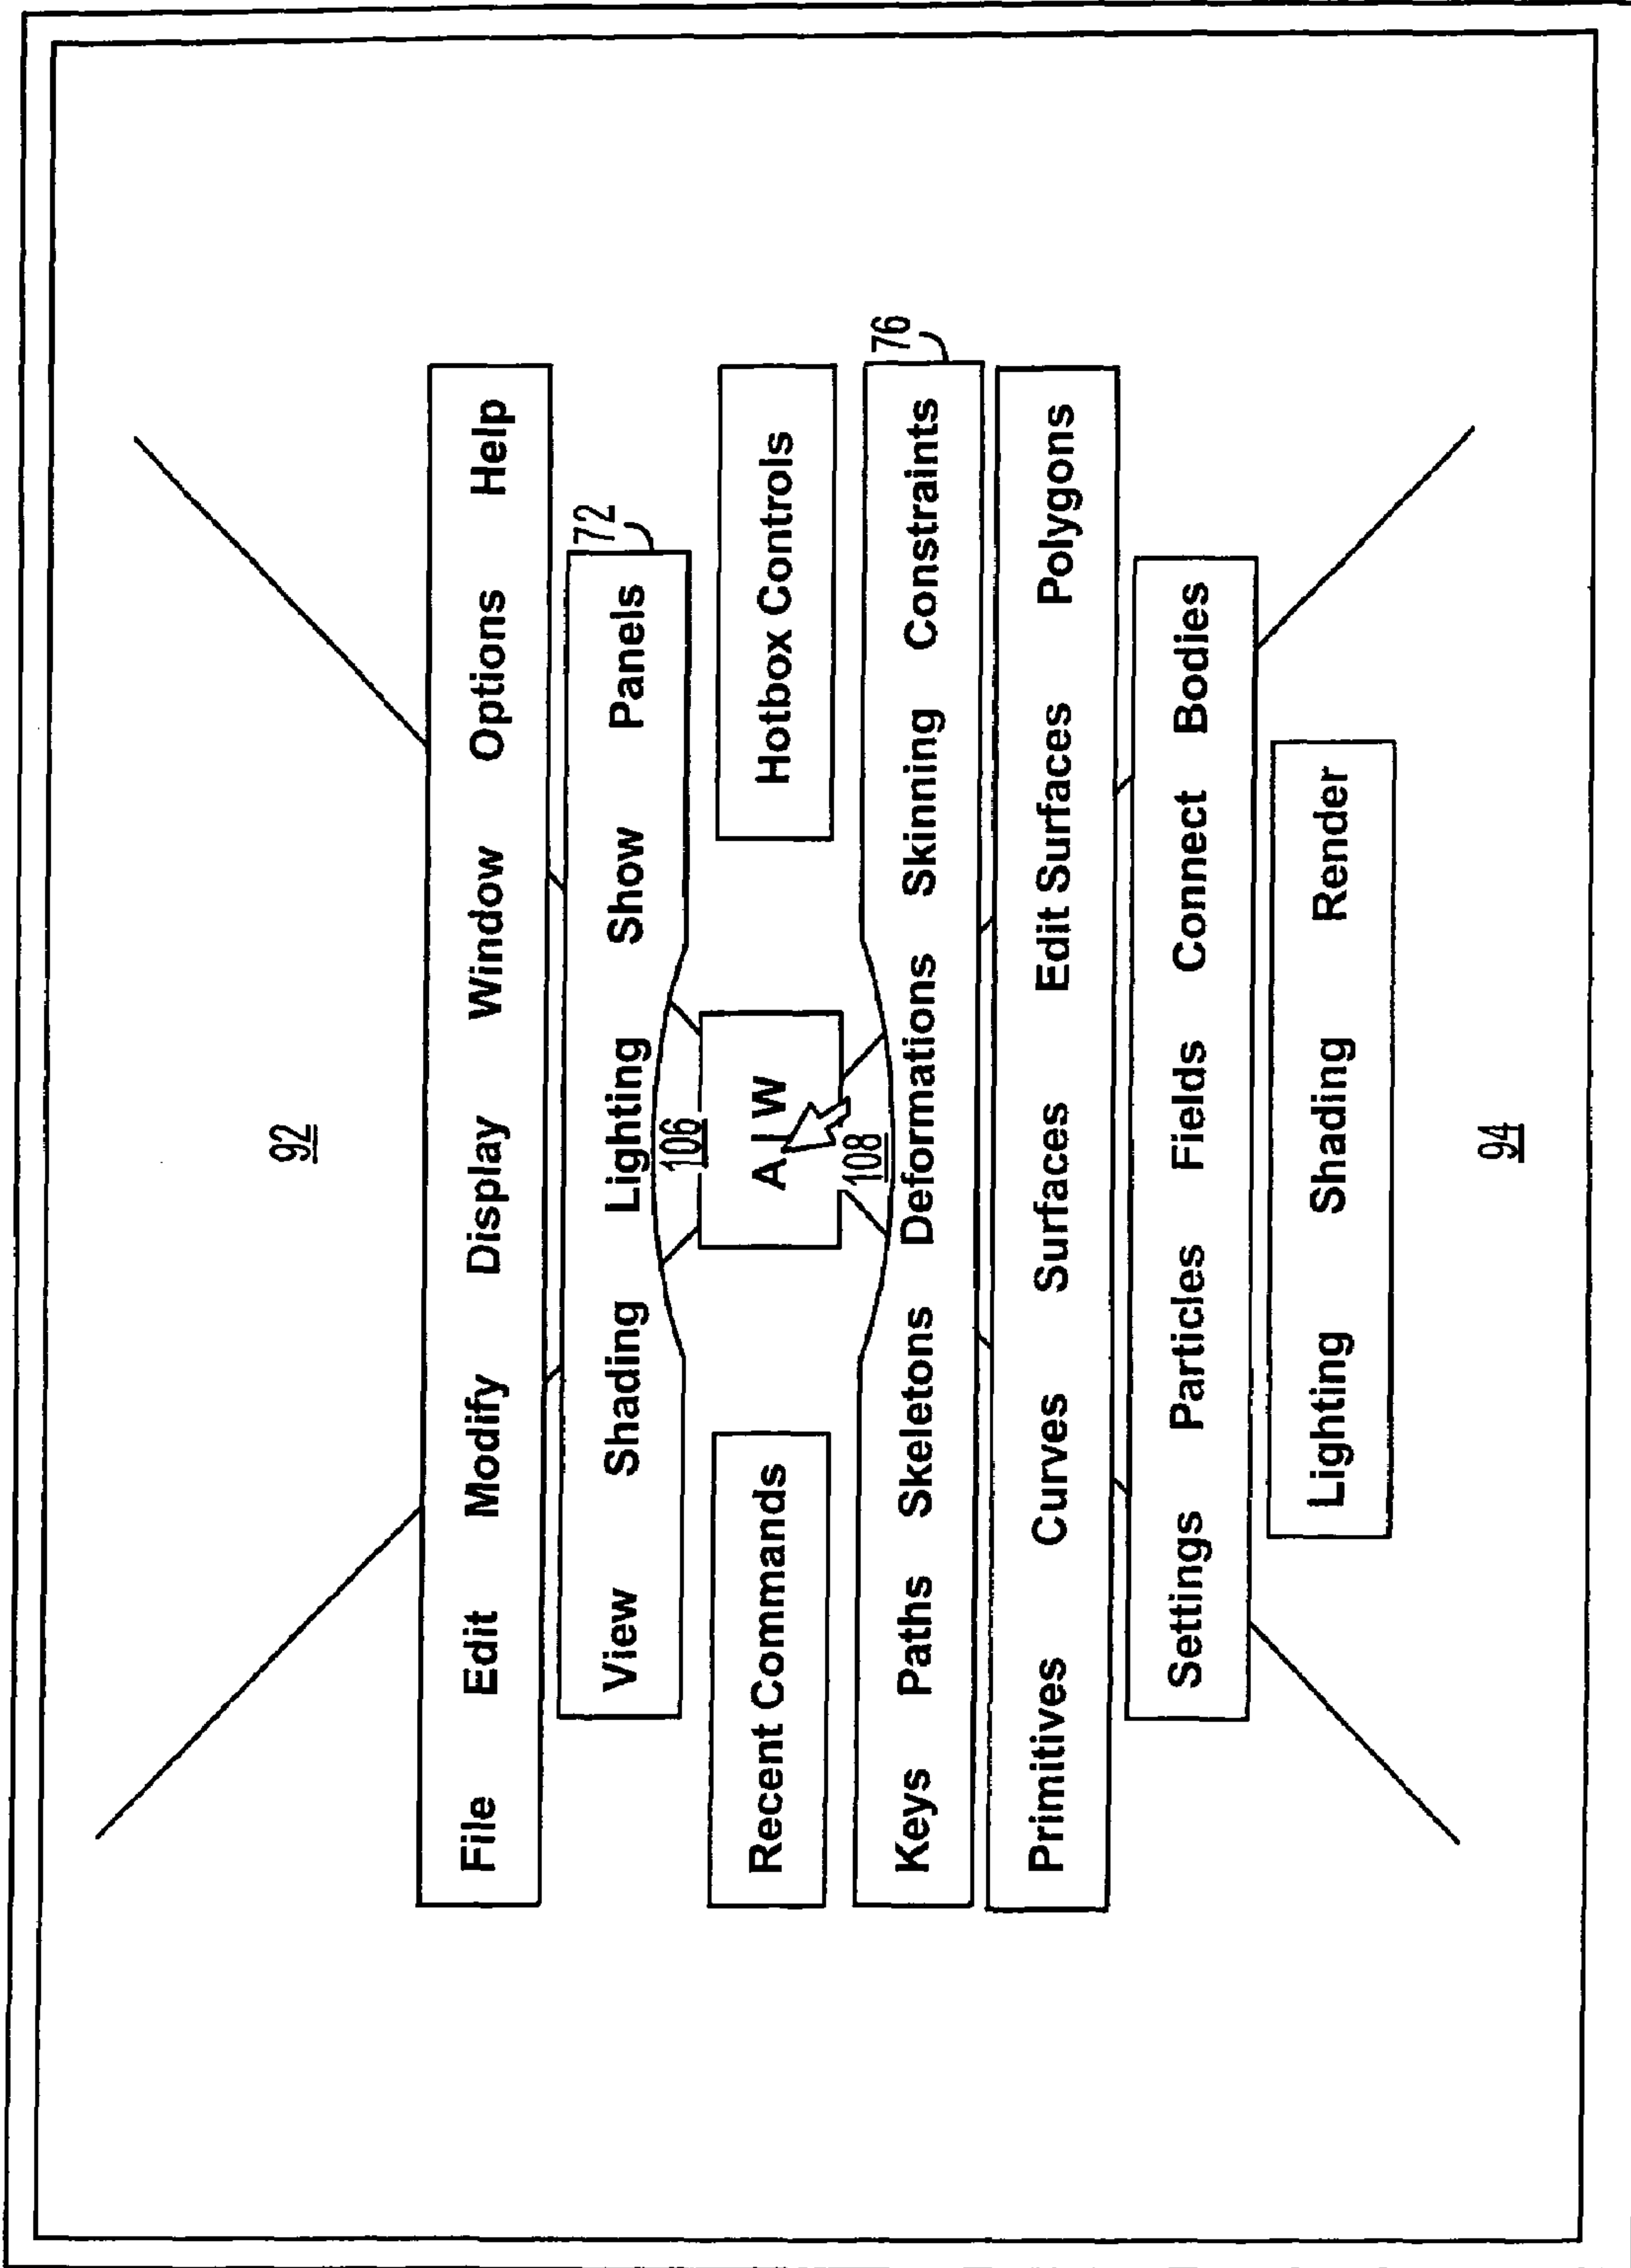 92
File Edit Modify Display Window Options Help
72
View Shading Lighting Show Panels
106
Recent Commands A|W Hotbox Controls
108
76
Keys Paths Skeletons Deformations Skinning Constraints
Primitives Curves Surfaces Edit Surfaces Polygons
Settings Particles Fields Connect Bodies
Lighting Shading Render
94